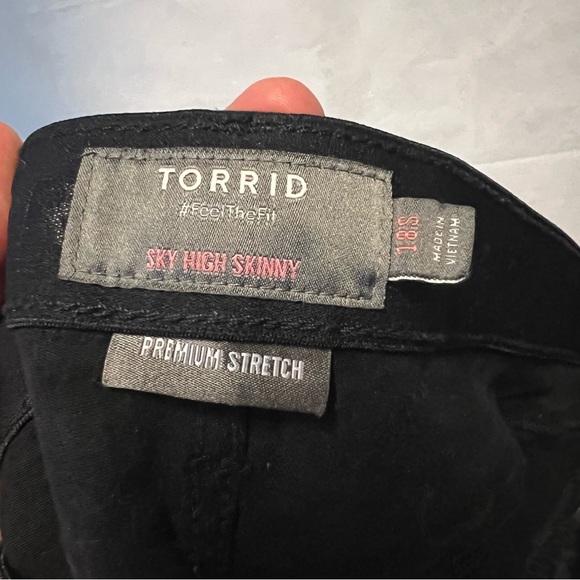 TORRID
#FeelTheFit
SKY HIGH SKINNY
18S
MADE IN
VIETNAM
PREMIUM STRETCH